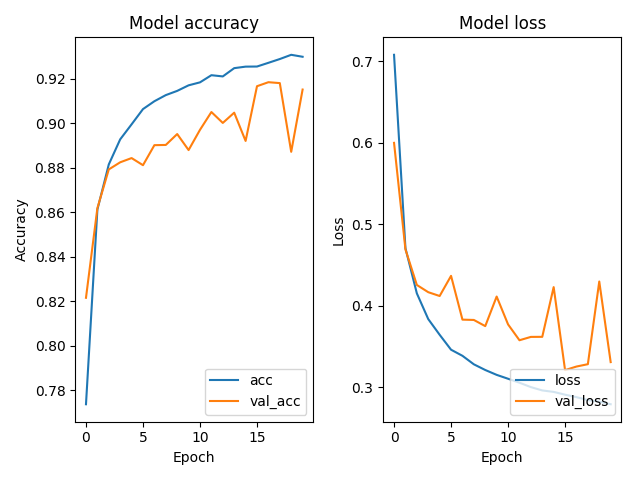 Model accuracy
Accuracy
0.92
0.90
0.88
0.86
0.84
0.82
0.80
0.78
0
5
10
15
Epoch
acc
val_acc
Model loss
Loss
0.7
0.6
0.5
0.4
0.3
0
5
10
15
Epoch
loss
val_loss